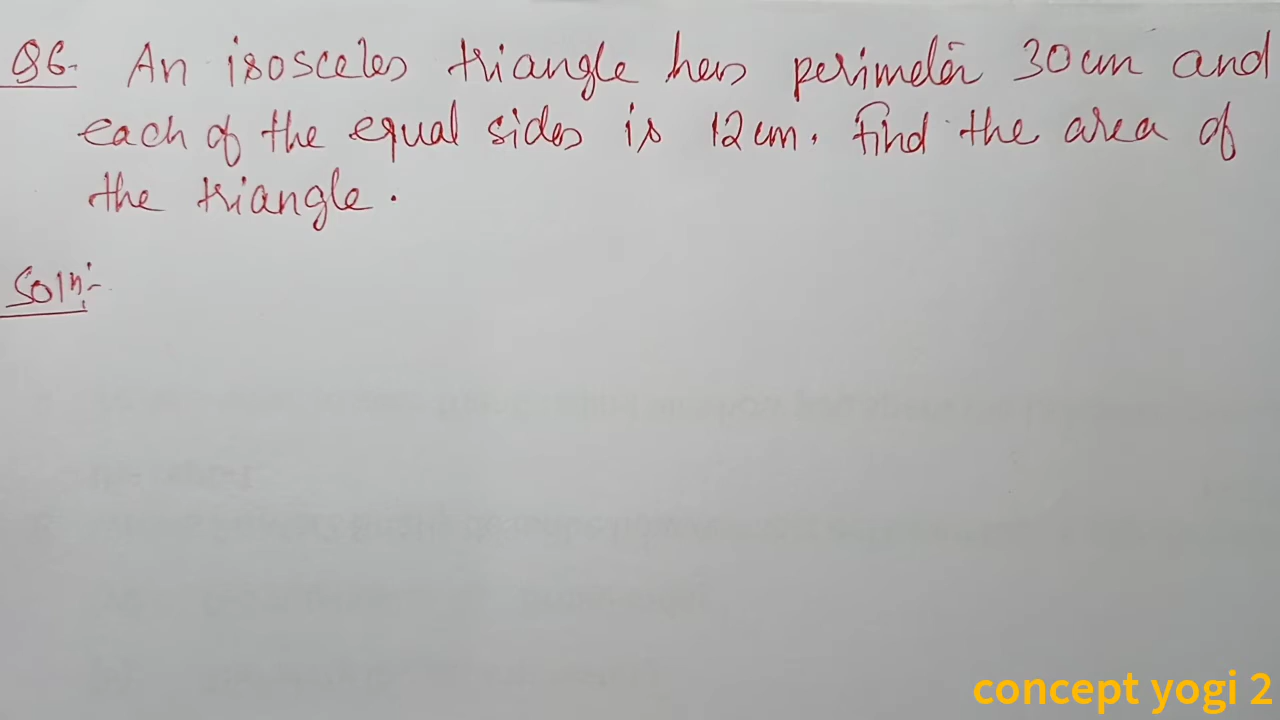 Q6. An isosceles triangle has perimeter 30cm and
each of the equal sides is 12cm. Find the area of
the triangle.
Soln:-
concept yogi 2